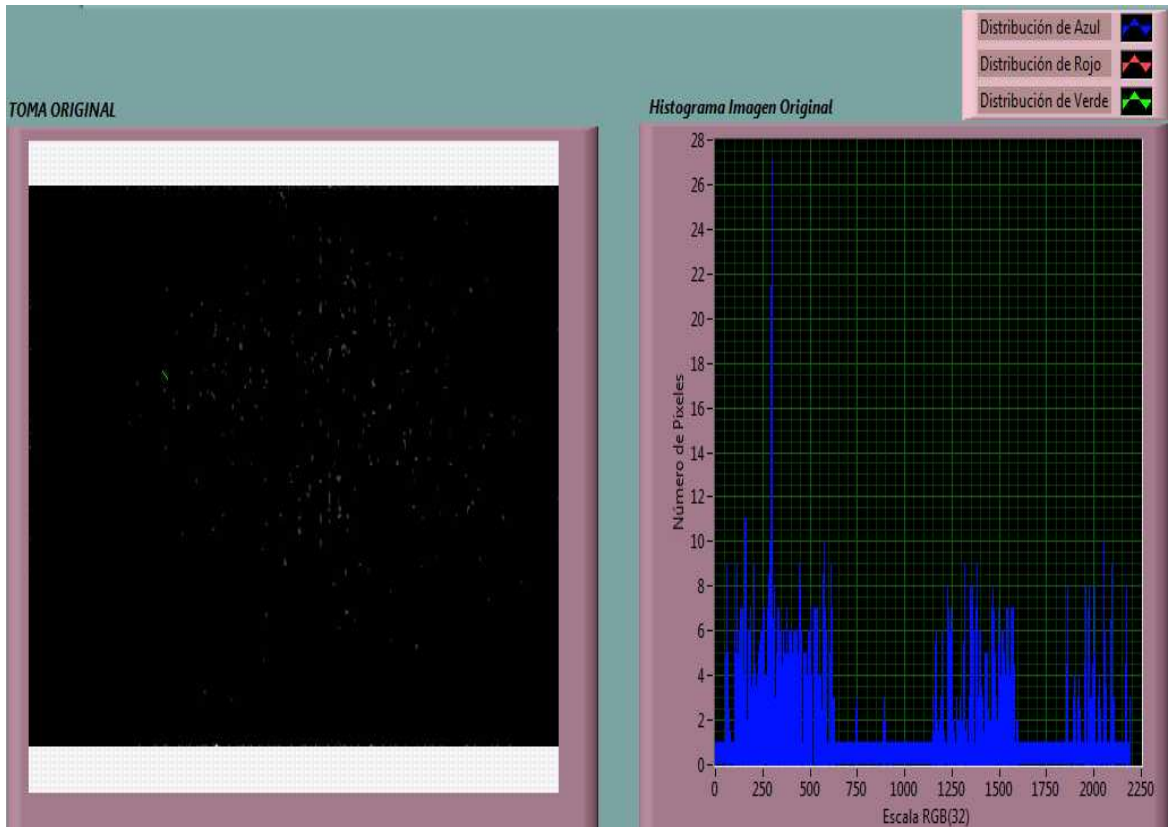 Distribución de Azul
Distribución de Rojo
Distribución de Verde
TOMA ORIGINAL
Histograma Imagen Original
Número de Pixeles
28
26
24
22
20
18
16
14
12
10
8
6
4
2
0
0 250 500 750 1000 1250 1500 1750 2000 2250
Escala RGB(32)